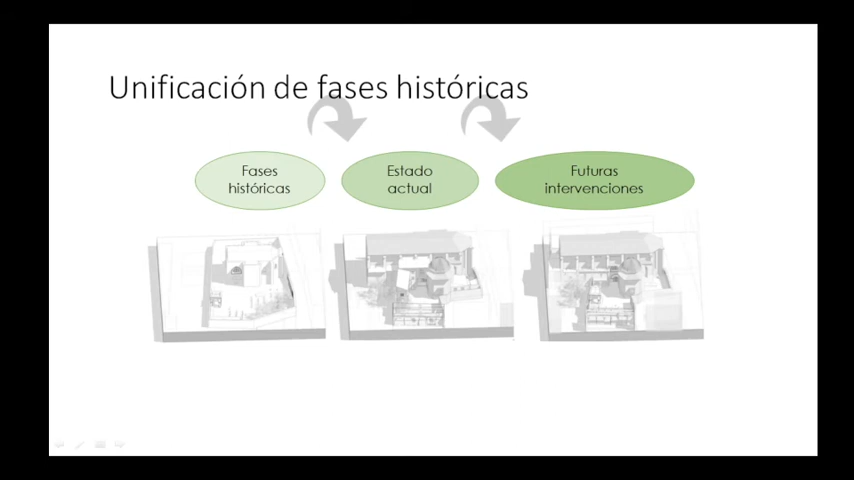 Unificación de fases históricas
Fases
históricas
Estado
actual
Futuras
intervenciones